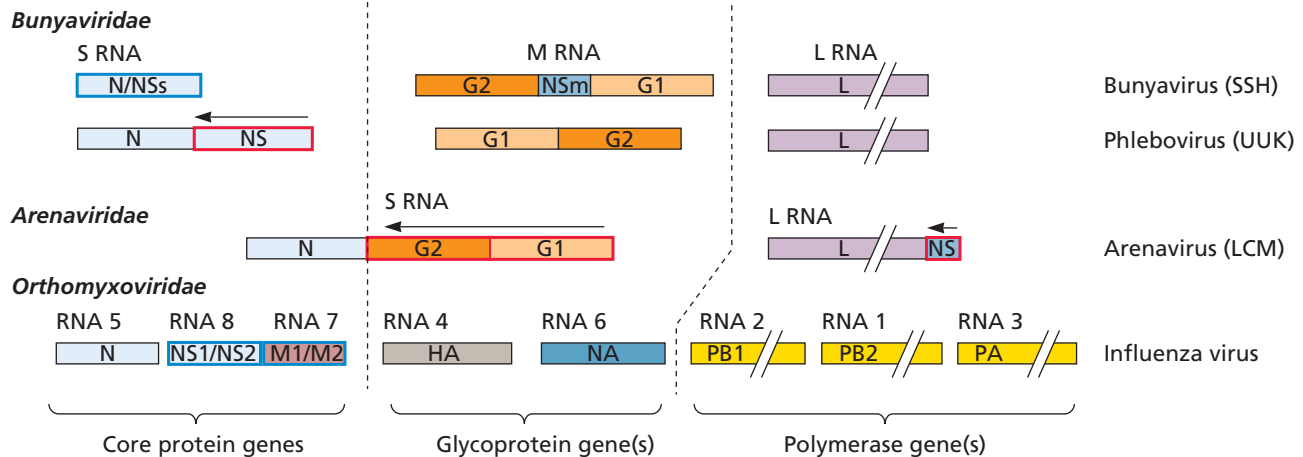 Bunyaviridae
S RNA M RNA L RNA
N/NSs G2 NSm G1 L Bunyavirus (SSH)
N NS G1 G2 L Phlebovirus (UUK)
Arenaviridae S RNA L RNA
N G2 G1 L NS Arenavirus (LCM)
Orthomyxoviridae
RNA 5 RNA 8 RNA 7 RNA 4 RNA 6 RNA 2 RNA 1 RNA 3
N NS1/NS2 M1/M2 HA NA PB1 PB2 PA Influenza virus
Core protein genes Glycoprotein gene(s) Polymerase gene(s)